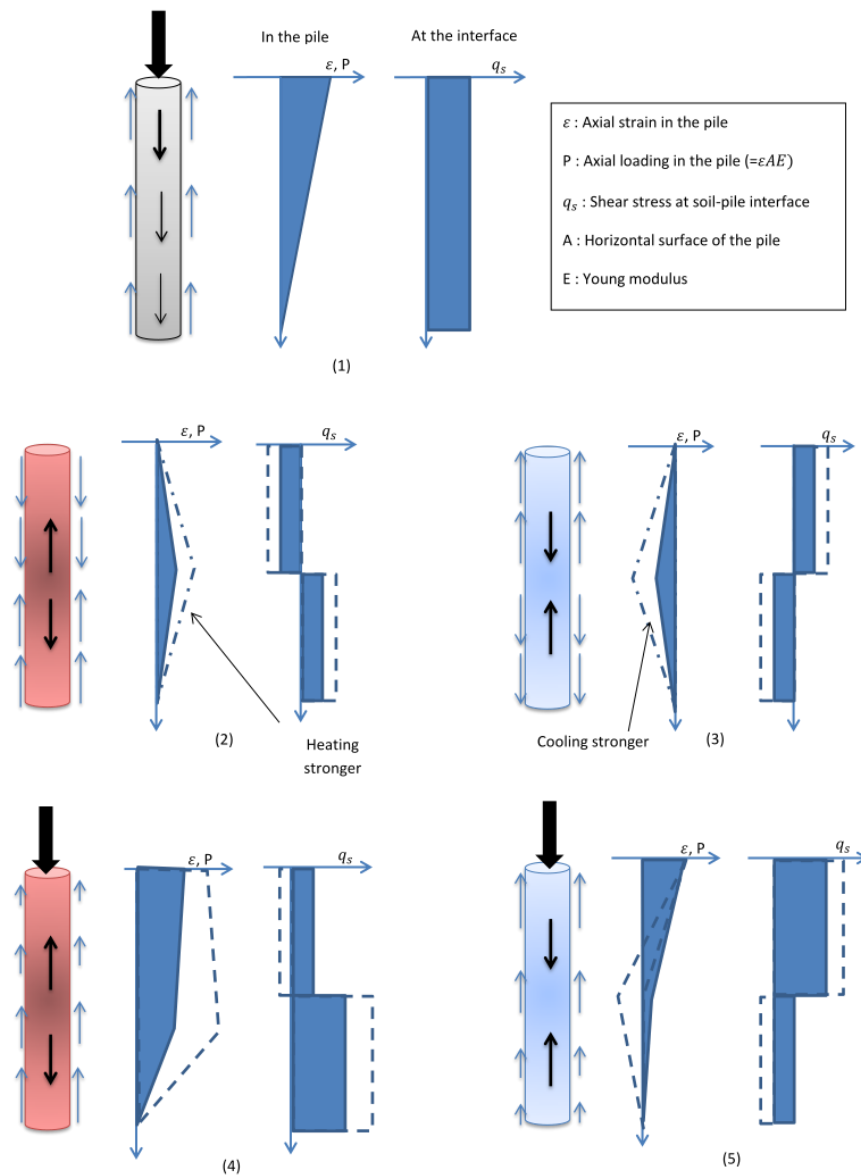 In the pile
At the interface
ε, P
q_s
ε : Axial strain in the pile
P : Axial loading in the pile (=εAE)
q_s : Shear stress at soil-pile interface
A : Horizontal surface of the pile
E : Young modulus
(1)
ε, P
q_s
ε, P
q_s
(2)
Heating
stronger
Cooling stronger
(3)
ε, P
q_s
ε, P
q_s
(4)
(5)